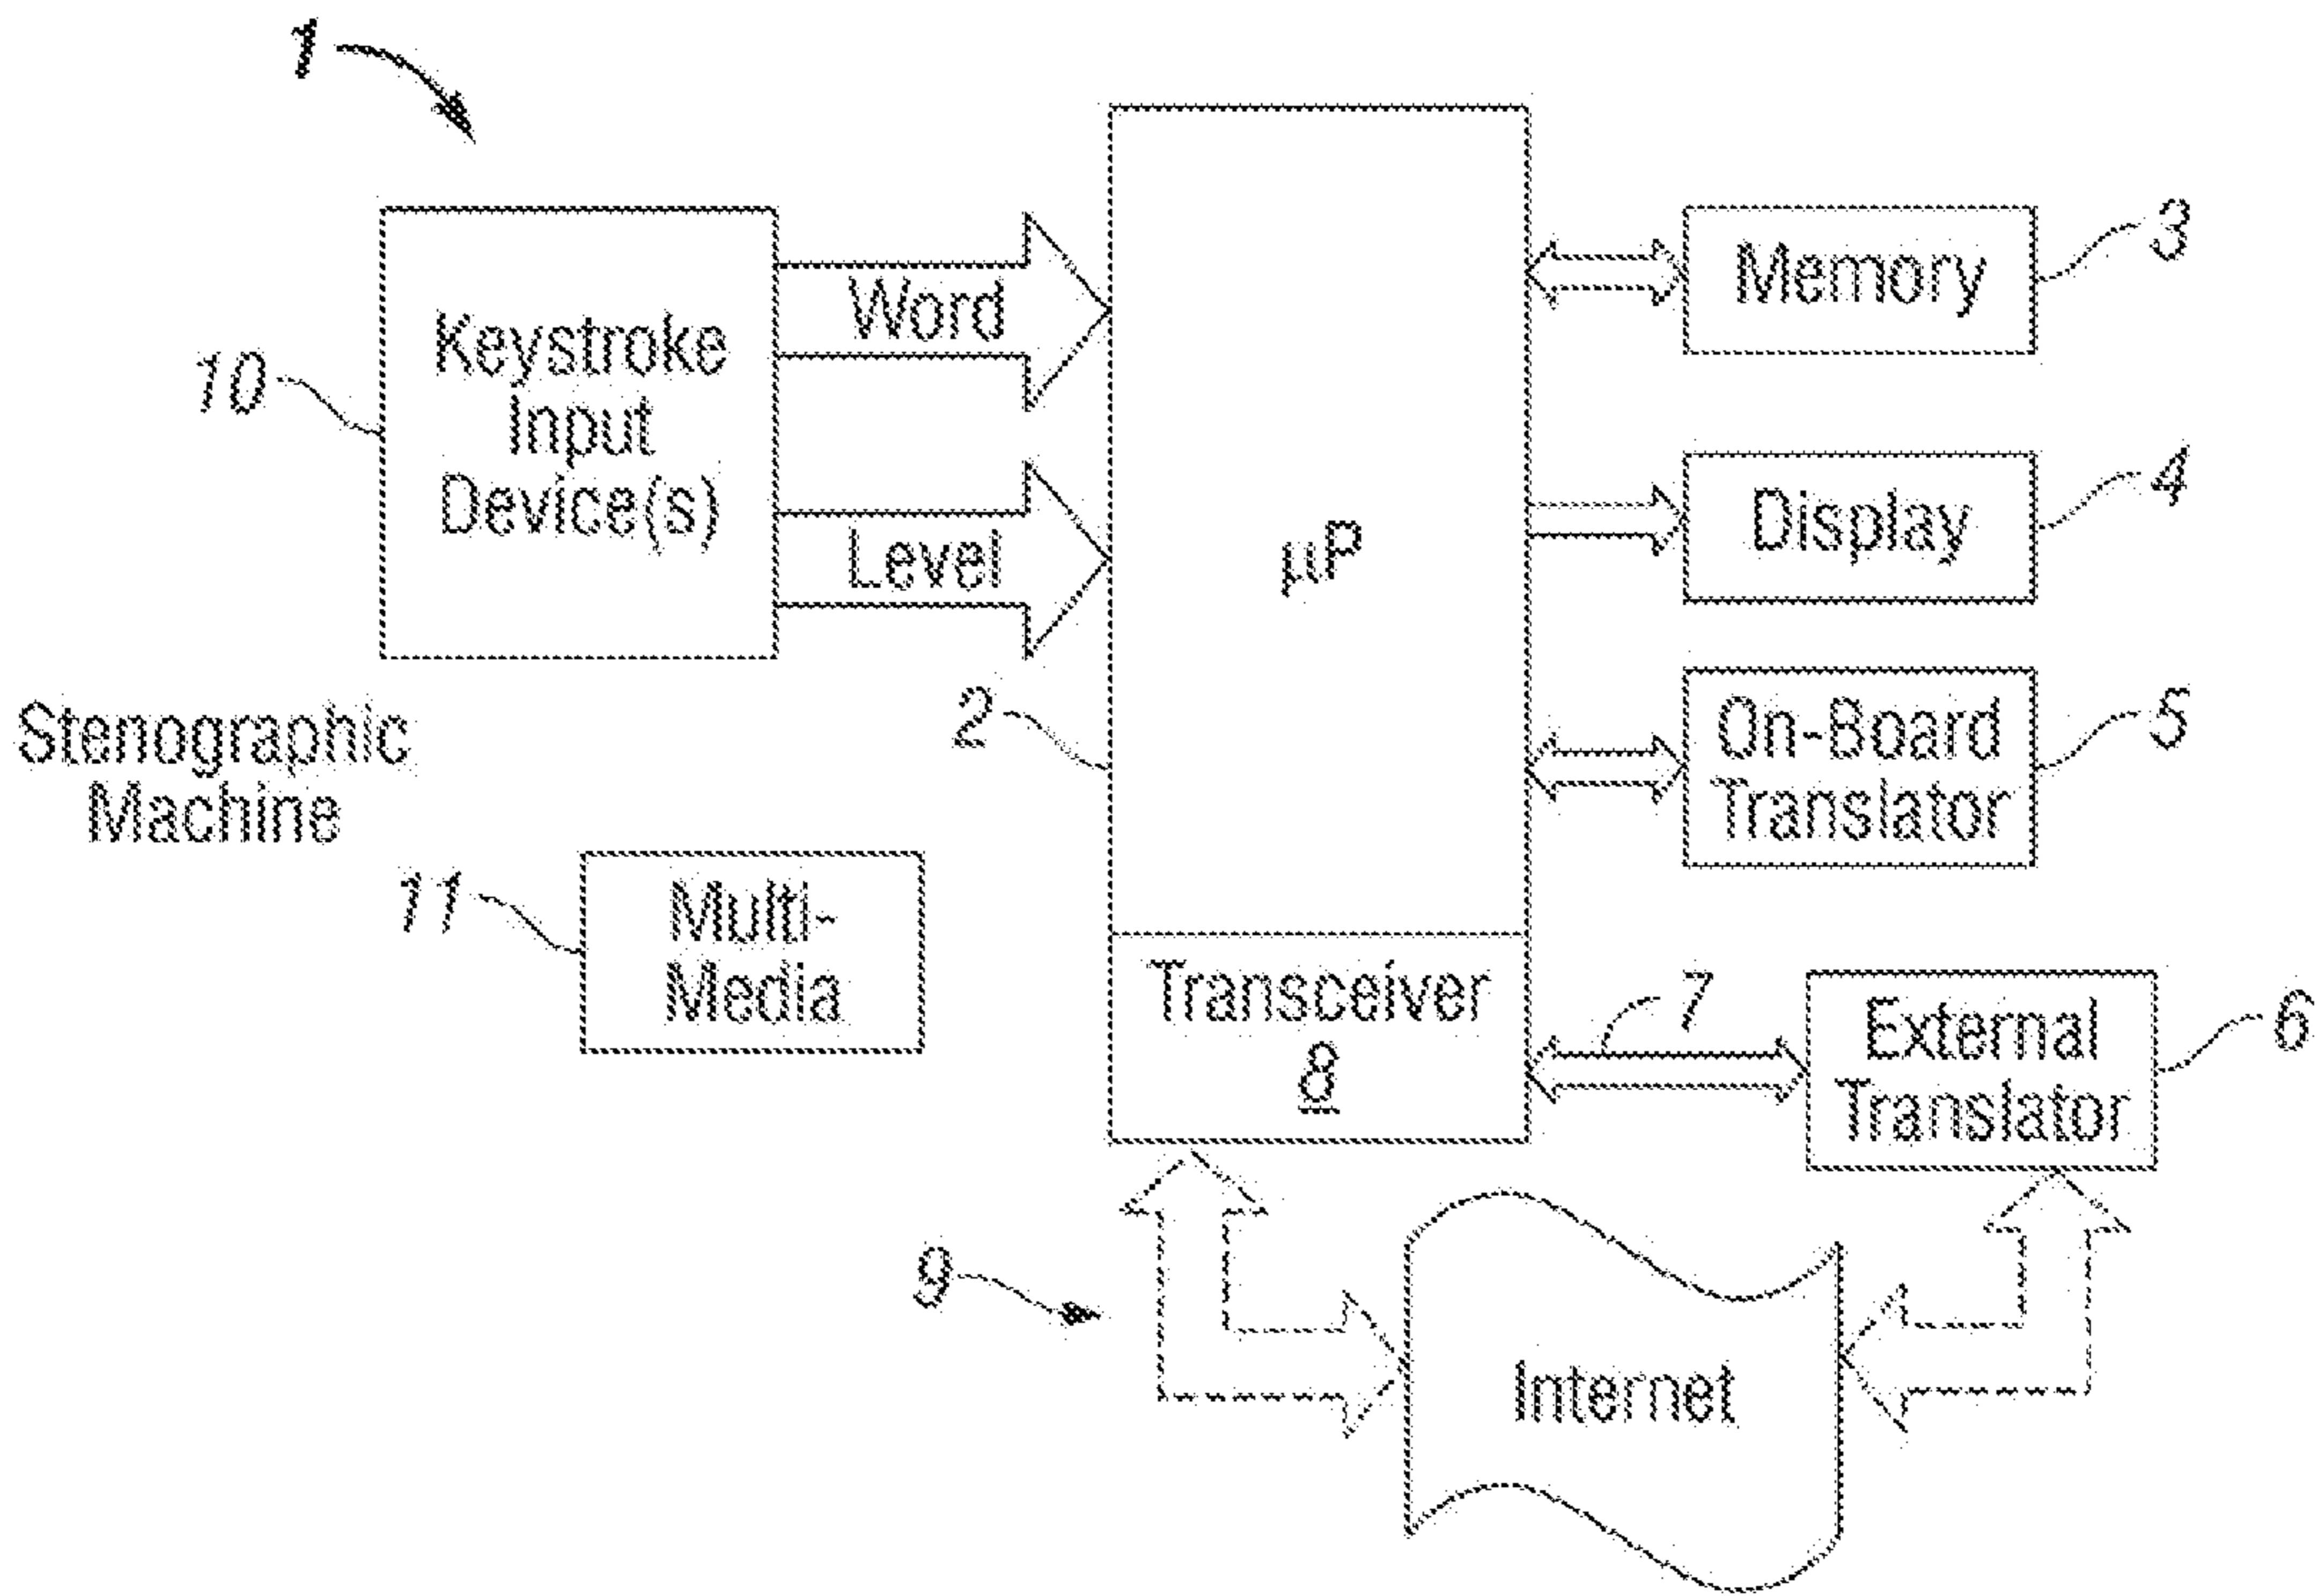 1
10
Keystroke
Input
Device(s)
Word
Level
Stenographic
Machine
11
Multi-
Media
2
µP
Transceiver
8
Memory
3
Display
4
On-Board
Translator
5
7
External
Translator
6
9
Internet